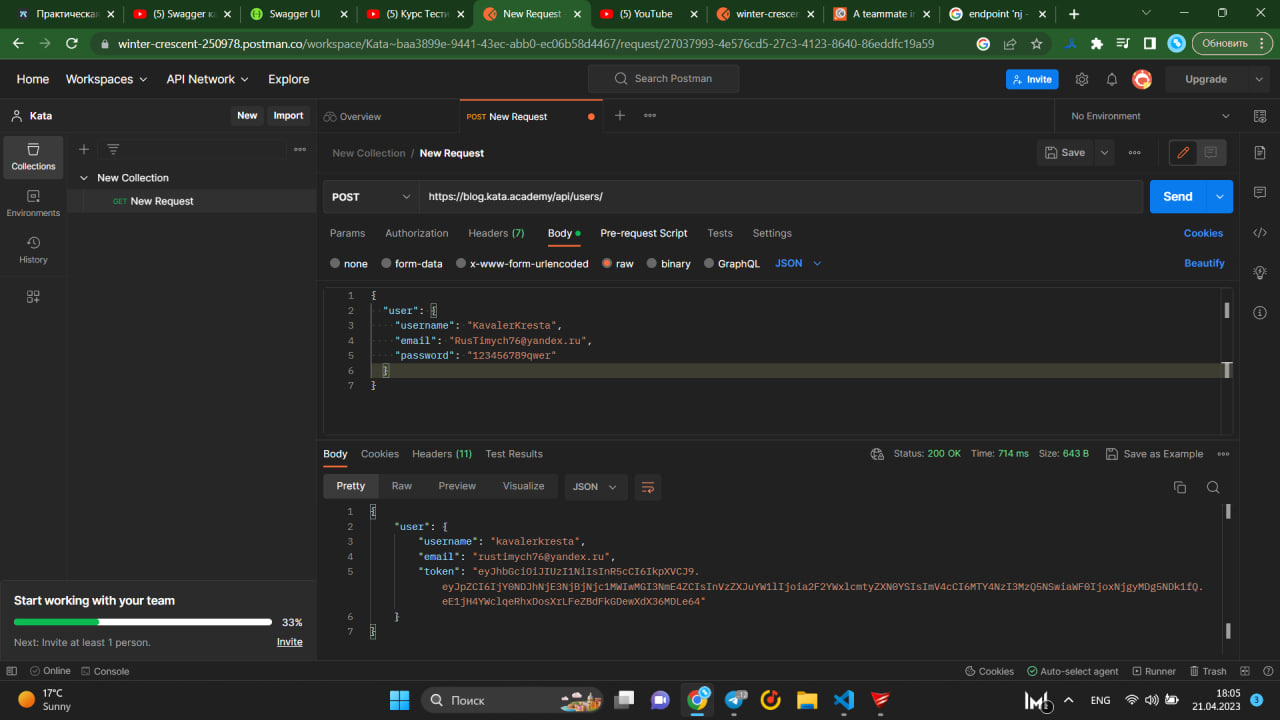 Практическая
(5) Swagger ка
Swagger UI
(5) Курс Тести
New Request
(5) YouTube
winter-crescen
A teammate in
endpoint 'nj -
winter-crescent-250978.postman.co/workspace/Kata~baa3899e-9441-43ec-abb0-ec06b58d4467/request/27037993-4e576cd5-27c3-4123-8640-86eddfc19a59
Обновить
Home
Workspaces
API Network
Explore
Search Postman
Invite
Upgrade
Kata
New
Import
Overview
POST New Request
No Environment
Collections
Environments
History
New Collection
GET New Request
New Collection / New Request
Save
POST
https://blog.kata.academy/api/users/
Send
Params
Authorization
Headers (7)
Body
Pre-request Script
Tests
Settings
Cookies
none
form-data
x-www-form-urlencoded
raw
binary
GraphQL
JSON
Beautify
1 {
2 "user": {
3 "username": "KavalerKresta",
4 "email": "RusTimych76@yandex.ru",
5 "password": "123456789qwer"
6 }
7 }
Body
Cookies
Headers (11)
Test Results
Status: 200 OK
Time: 714 ms
Size: 643 B
Save as Example
Pretty
Raw
Preview
Visualize
JSON
1 {
2 "user": {
3 "username": "kavalerkresta",
4 "email": "rustimych76@yandex.ru",
5 "token": "eyJhbGciOiJIUzI1NiIsInR5cCI6IkpXVCJ9.
eyJpZCI6IjY0NDJhNjE3NjBjNjc1MWIwMGI3NmE4ZCIsInVzZXJuYW1lIjoia2F2YWxlcmtyZXN0YSIsImV4cCI6MTY4NzI3MzQ5NSwiaWF0IjoxNjgyMDg5NDk1fQ.
eE1jH4YWclqeRhxDosXrLFeZBdFkGDewXdX36MDLe64"
6 }
7 }
Start working with your team
33%
Next: Invite at least 1 person.
Invite
Online
Console
Cookies
Auto-select agent
Runner
Trash
17°C
Sunny
Поиск
ENG
18:05
21.04.2023
3